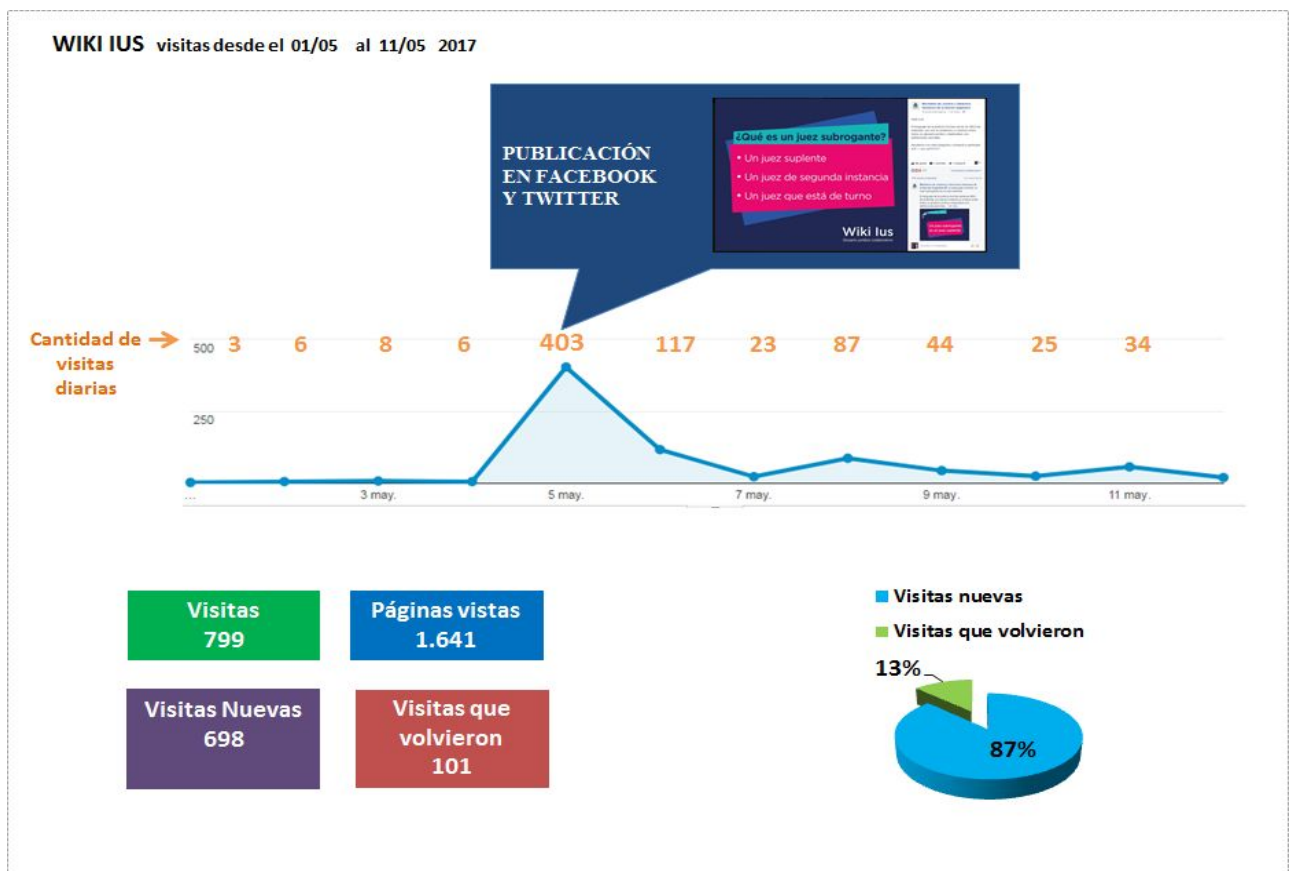 WIKI IUS visitas desde el 01/05 al 11/05 2017
PUBLICACIÓN
EN FACEBOOK
Y TWITTER
¿Qué es un juez subrogante?
• Un juez suplente
• Un juez de segunda instancia
• Un juez que está de turno
Wiki Ius
Cantidad de
visitas
diarias
500 3 6 8 6 403 117 23 87 44 25 34
250
... 3 may. 5 may. 7 may. 9 may. 11 may.
Visitas
799
Páginas vistas
1.641
Visitas Nuevas
698
Visitas que
volvieron
101
Visitas nuevas
Visitas que volvieron
13%
87%